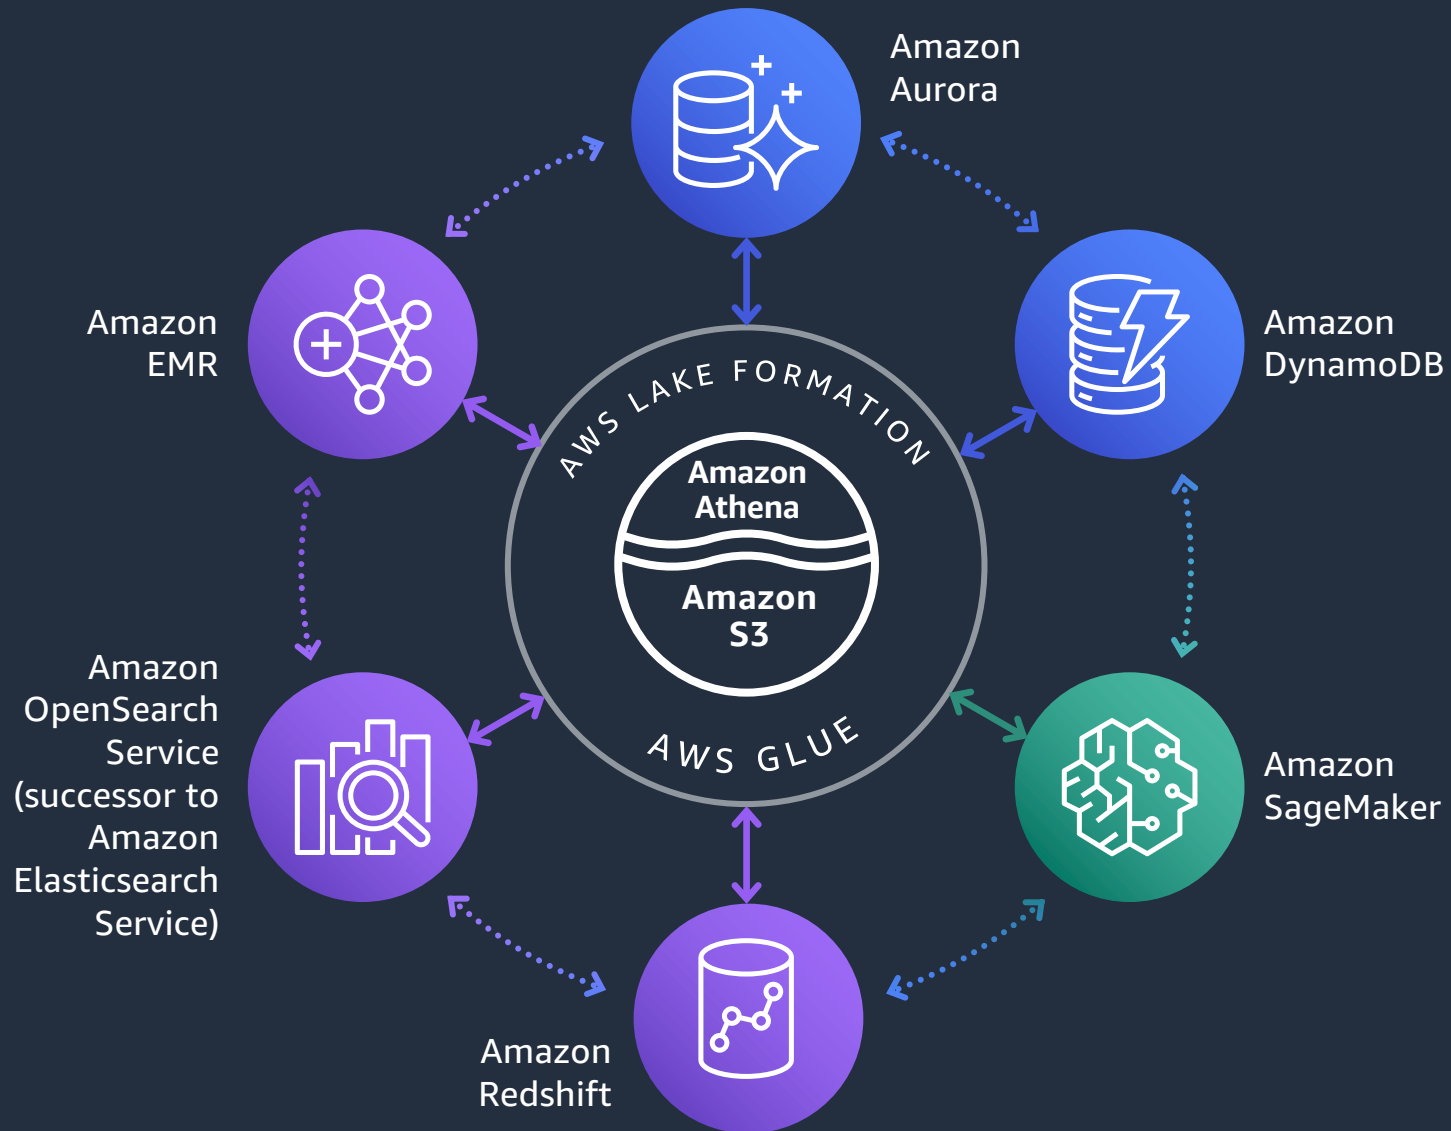 Amazon
Aurora
Amazon
EMR
Amazon
DynamoDB
AWS LAKE FORMATION
Amazon
Athena
Amazon
S3
AWS GLUE
Amazon
OpenSearch
Service
(successor to
Amazon
Elasticsearch
Service)
Amazon
SageMaker
Amazon
Redshift